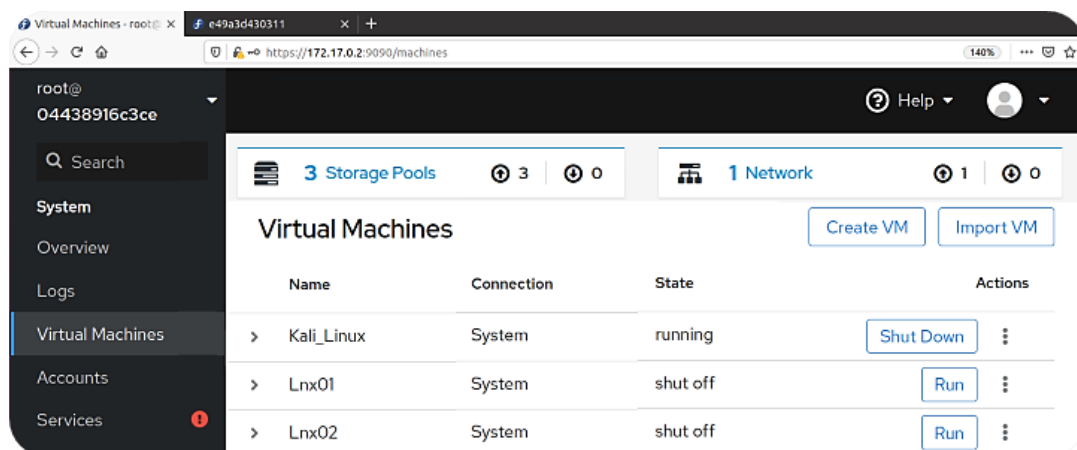 Virtual Machines - root@
e49a3d430311
https://172.17.0.2:9090/machines
140%
root@
04438916c3ce
Help
Search
3 Storage Pools 3 0
1 Network 1 0
System
Overview
Logs
Virtual Machines
Accounts
Services
Virtual Machines
Create VM
Import VM
Name Connection State Actions
Kali_Linux System running Shut Down
Lnx01 System shut off Run
Lnx02 System shut off Run